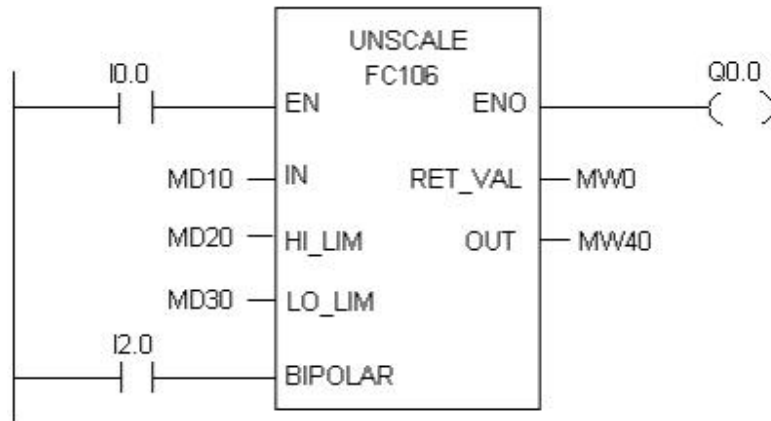 UNSCALE
I0.0 FC106 Q0.0
EN ENO
MD10 IN RET_VAL MW0
MD20 HI_LIM OUT MW40
MD30 LO_LIM
I2.0
BIPOLAR